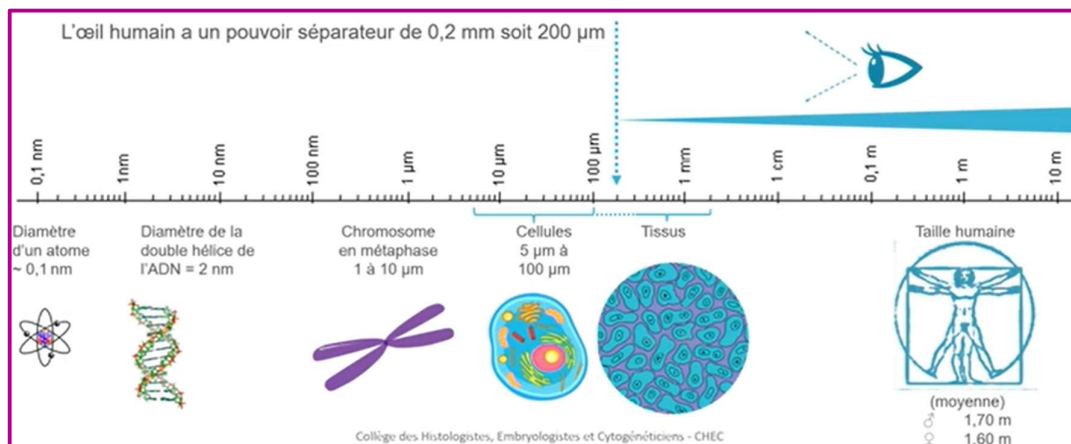 L'œil humain a un pouvoir séparateur de 0,2 mm soit 200 µm
0,1 nm
1nm
10 nm
100 nm
1 µm
10 µm
100 µm
1 mm
1 cm
0,1 m
1 m
10 m
Diamètre
d'un atome
~ 0,1 nm
Diamètre de la
double hélice de
l'ADN = 2 nm
Chromosome
en métaphase
1 à 10 µm
Cellules
5 µm à
100 µm
Tissus
Taille humaine
(moyenne)
♂ 1,70 m
♀ 1,60 m
Collège des Histologistes, Embryologistes et Cytogénéticiens - CHEC